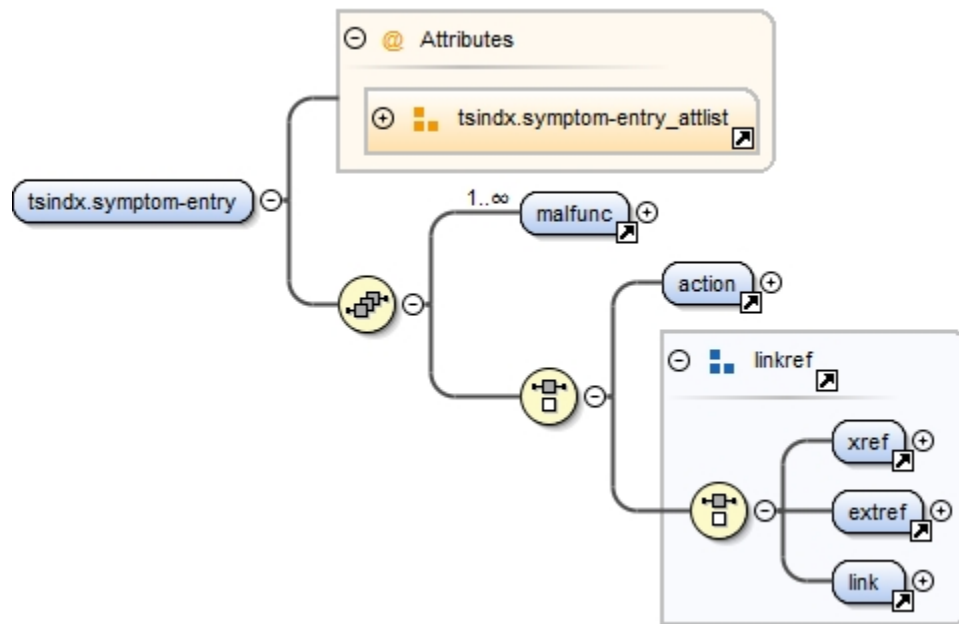 @ Attributes
tsindx.symptom-entry_attlist
tsindx.symptom-entry
1..∞
malfunc
action
linkref
xref
extref
link